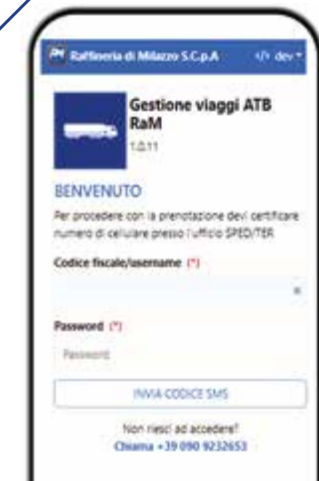 Raffineria di Milazzo S.C.p.A </> dev
Gestione viaggi ATB
RaM
1.0.11
BENVENUTO
Per procedere con la prenotazione devi certificare
numero di cellulare presso l'ufficio SPED/TER
Codice fiscale/username (*)
Password (*)
Password
INVIA CODICE SMS
Non riesci ad accedere?
Chiama +39 090 9232653